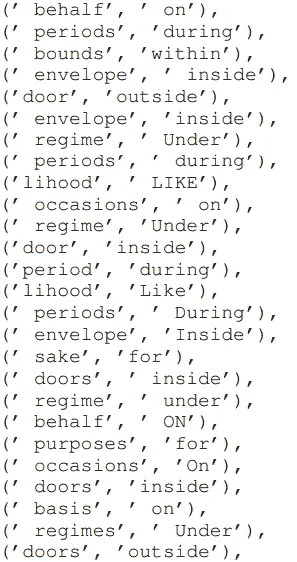 (’ behalf’, ’ on’),
(’ periods’, ’during’),
(’ bounds’, ’within’),
(’ envelope’, ’ inside’),
(’door’, ’outside’),
(’ envelope’, ’inside’),
(’ regime’, ’ Under’),
(’ periods’, ’ during’),
(’lihood’, ’ LIKE’),
(’ occasions’, ’ on’),
(’ regime’, ’Under’),
(’door’, ’inside’),
(’period’, ’during’),
(’lihood’, ’Like’),
(’ periods’, ’ During’),
(’ envelope’, ’Inside’),
(’ sake’, ’for’),
(’ doors’, ’ inside’),
(’ regime’, ’ under’),
(’ behalf’, ’ ON’),
(’ purposes’, ’for’),
(’ occasions’, ’On’),
(’ doors’, ’inside’),
(’ basis’, ’ on’),
(’ regimes’, ’ Under’),
(’doors’, ’outside’),